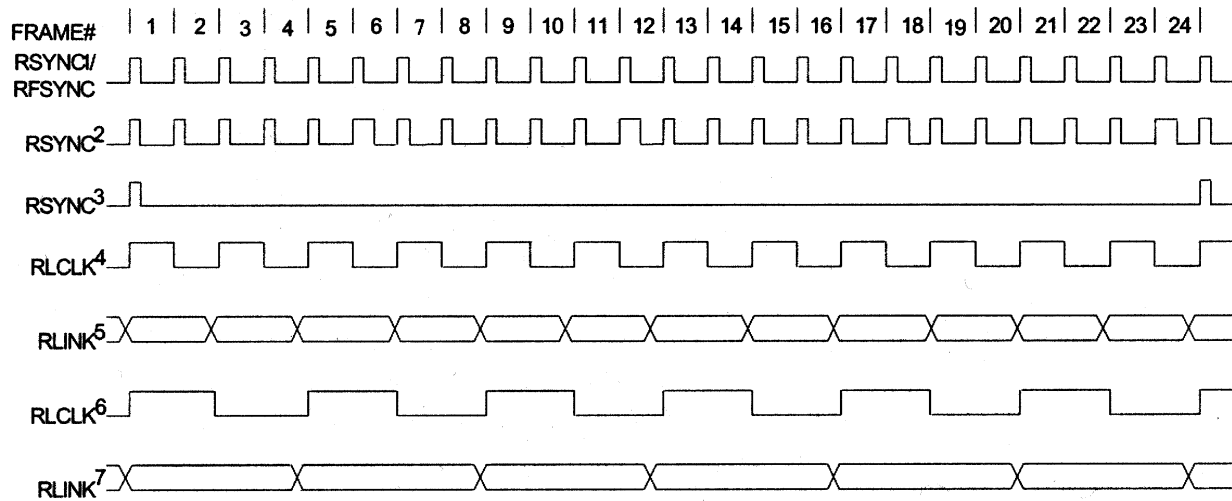 FRAME# 1 2 3 4 5 6 7 8 9 10 11 12 13 14 15 16 17 18 19 20 21 22 23 24
RSYNC1/
RFSYNC
RSYNC2
RSYNC3
RLCLK4
RLINK5
RLCLK6
RLINK7